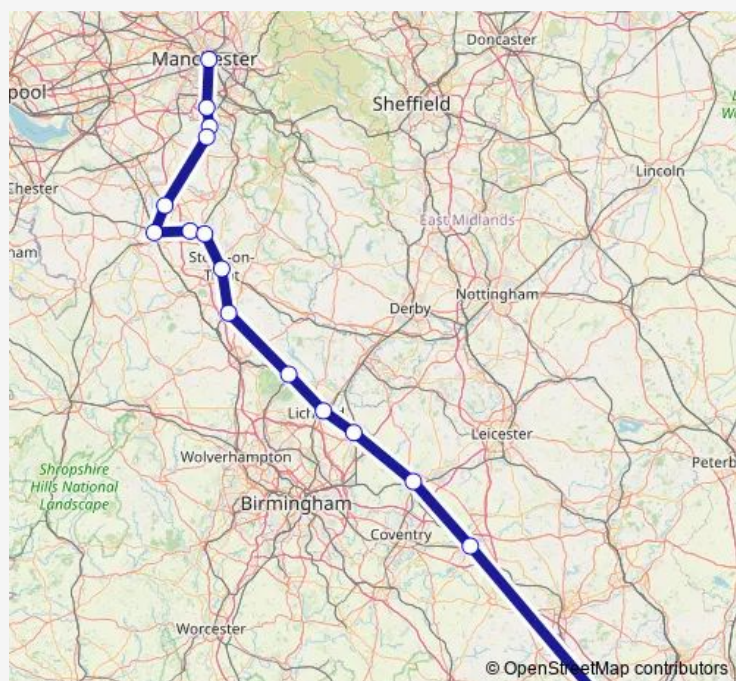 Doncaster
Manchester
pool
Sheffield
Lincoln
Chester
East Midlands
Stoke-on-
Trent
Nottingham
Derby
Lichfield
Leicester
Wolverhampton
Peterb
Shropshire
Hills National
Landscape
Birmingham
Coventry
Worcester
© OpenStreetMap contributors